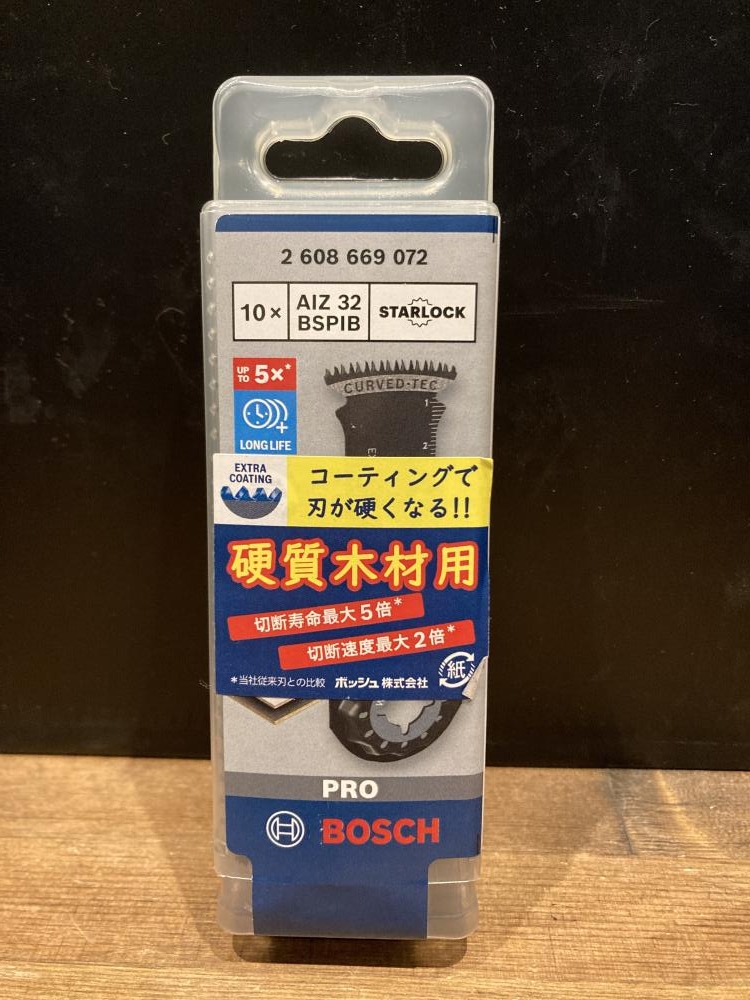 2 608 669 072
10×
AIZ 32
BSPIB
STARLOCK
UP TO 5×*
CURVED-TEC
1
2
LONG LIFE
EXTRA
COATING
コーティングで
刃が硬くなる!!
硬質木材用
切断寿命最大5倍*
切断速度最大2倍*
*当社従来刃との比較 ボッシュ株式会社
紙
PRO
BOSCH